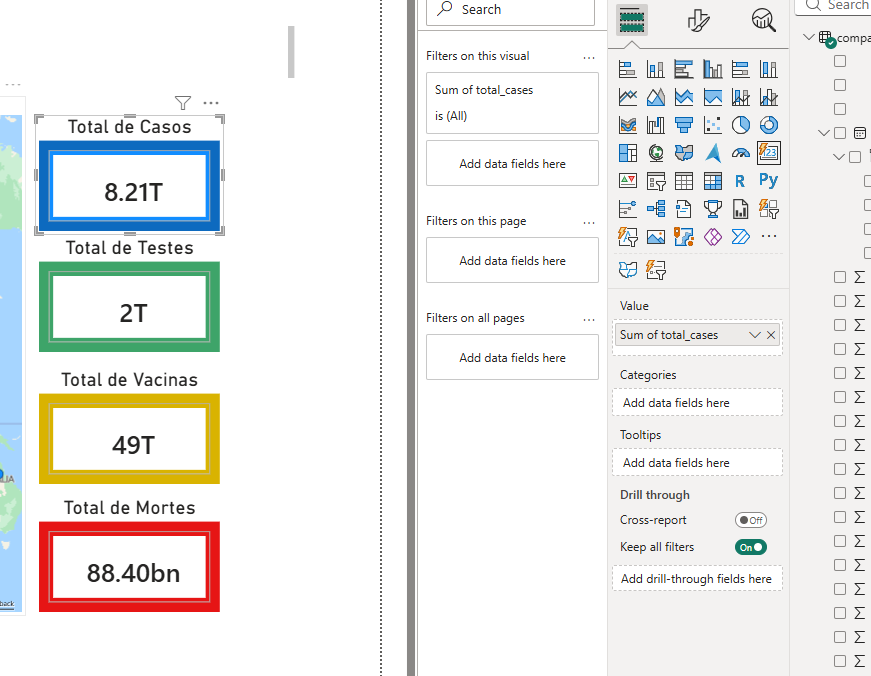 Search
Search
compa
Filters on this visual
Sum of total_cases
is (All)
Add data fields here
Filters on this page
Add data fields here
Filters on all pages
Add data fields here
Total de Casos
8.21T
Total de Testes
2T
Total de Vacinas
49T
Total de Mortes
88.40bn
LIA
back
123
R
Py
Value
Sum of total_cases
Categories
Add data fields here
Tooltips
Add data fields here
Drill through
Cross-report
Off
Keep all filters
On
Add drill-through fields here